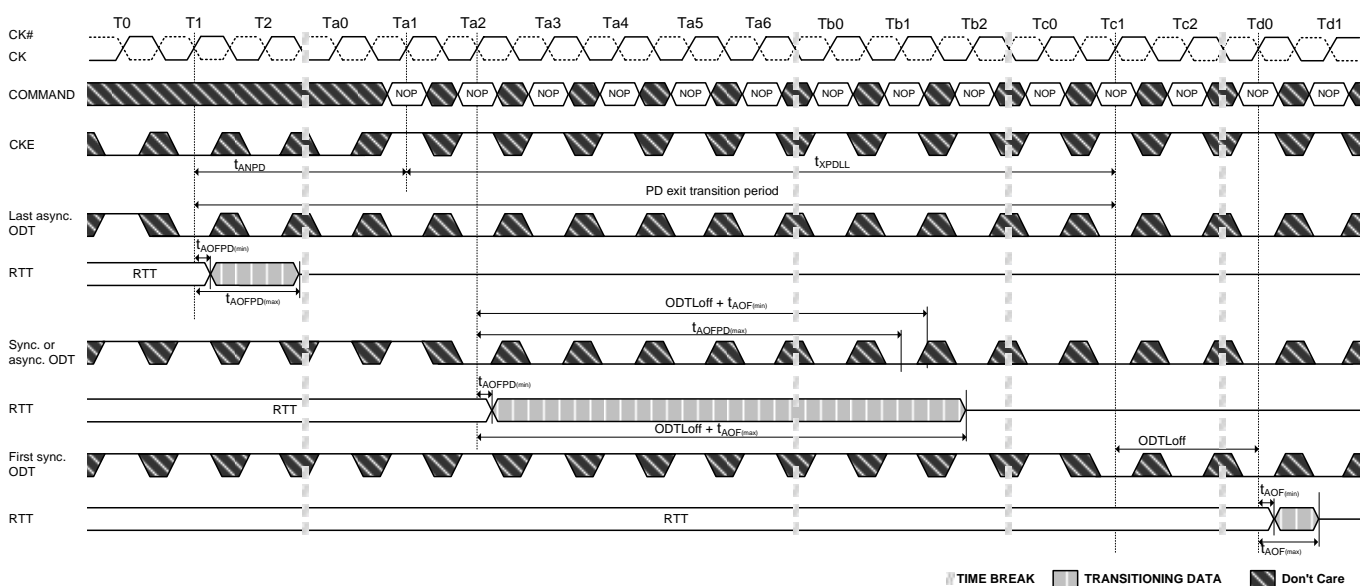 T0 T1 T2 Ta0 Ta1 Ta2 Ta3 Ta4 Ta5 Ta6 Tb0 Tb1 Tb2 Tc0 Tc1 Tc2 Td0 Td1
CK#
CK
COMMAND NOP NOP NOP NOP NOP NOP NOP NOP NOP NOP NOP NOP NOP NOP
CKE
tANPD tXPDLL
PD exit transition period
Last async.
ODT
tAOFPD(min)
RTT RTT
tAOFPD(max)
ODTLoff + tAOF(min)
tAOFPD(max)
Sync. or
async. ODT
tAOFPD(min)
RTT RTT
ODTLoff + tAOF(max)
ODTLoff
First sync.
ODT
tAOF(min)
RTT RTT
tAOF(max)
TIME BREAK TRANSITIONING DATA Don't Care